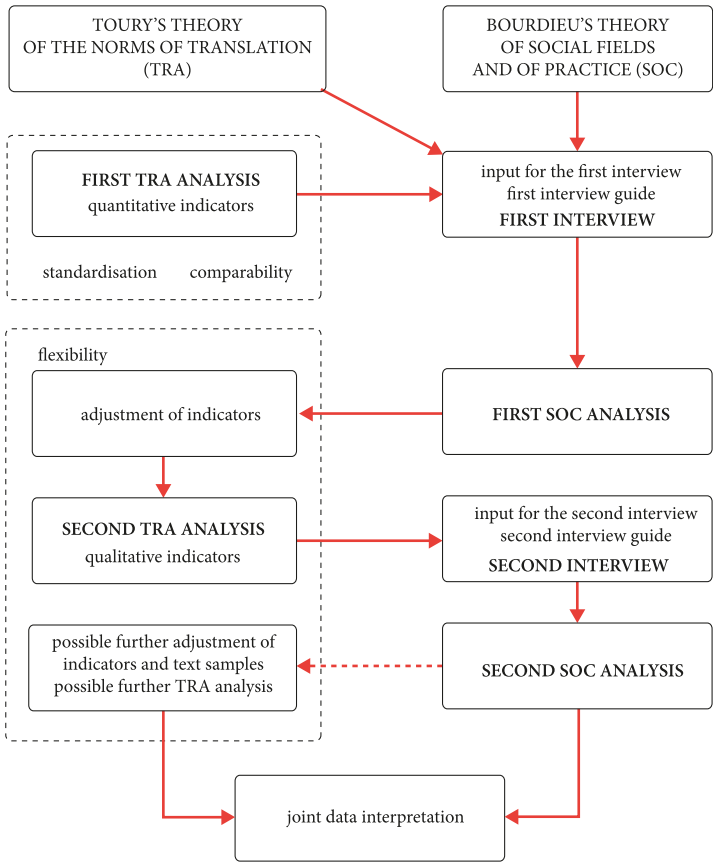 TOURY’S THEORY
OF THE NORMS OF TRANSLATION
(TRA)
BOURDIEU’S THEORY
OF SOCIAL FIELDS
AND OF PRACTICE (SOC)
FIRST TRA ANALYSIS
quantitative indicators
standardisation comparability
input for the first interview
first interview guide
FIRST INTERVIEW
flexibility
adjustment of indicators
FIRST SOC ANALYSIS
SECOND TRA ANALYSIS
qualitative indicators
input for the second interview
second interview guide
SECOND INTERVIEW
possible further adjustment of
indicators and text samples
possible further TRA analysis
SECOND SOC ANALYSIS
joint data interpretation